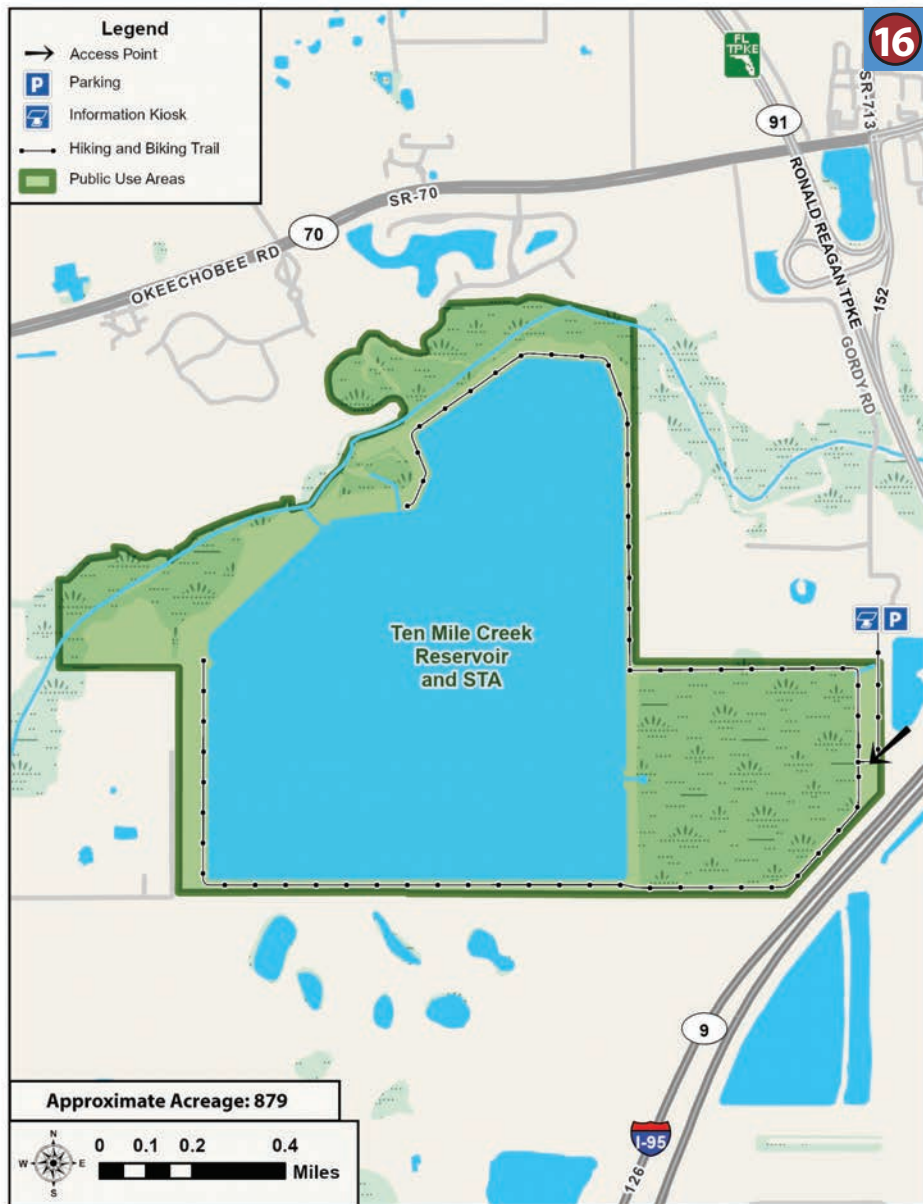 Legend
Access Point
P
Parking
Information Kiosk
Hiking and Biking Trail
Public Use Areas
16
FL
TPKE
91
SR-713
RONALD REAGAN TPKE
SR-70
70
OKEECHOBEE RD
152
GORDY RD
P
Ten Mile Creek
Reservoir
and STA
9
I-95
126
Approximate Acreage: 879
N
W E
S
0 0.1 0.2 0.4
Miles